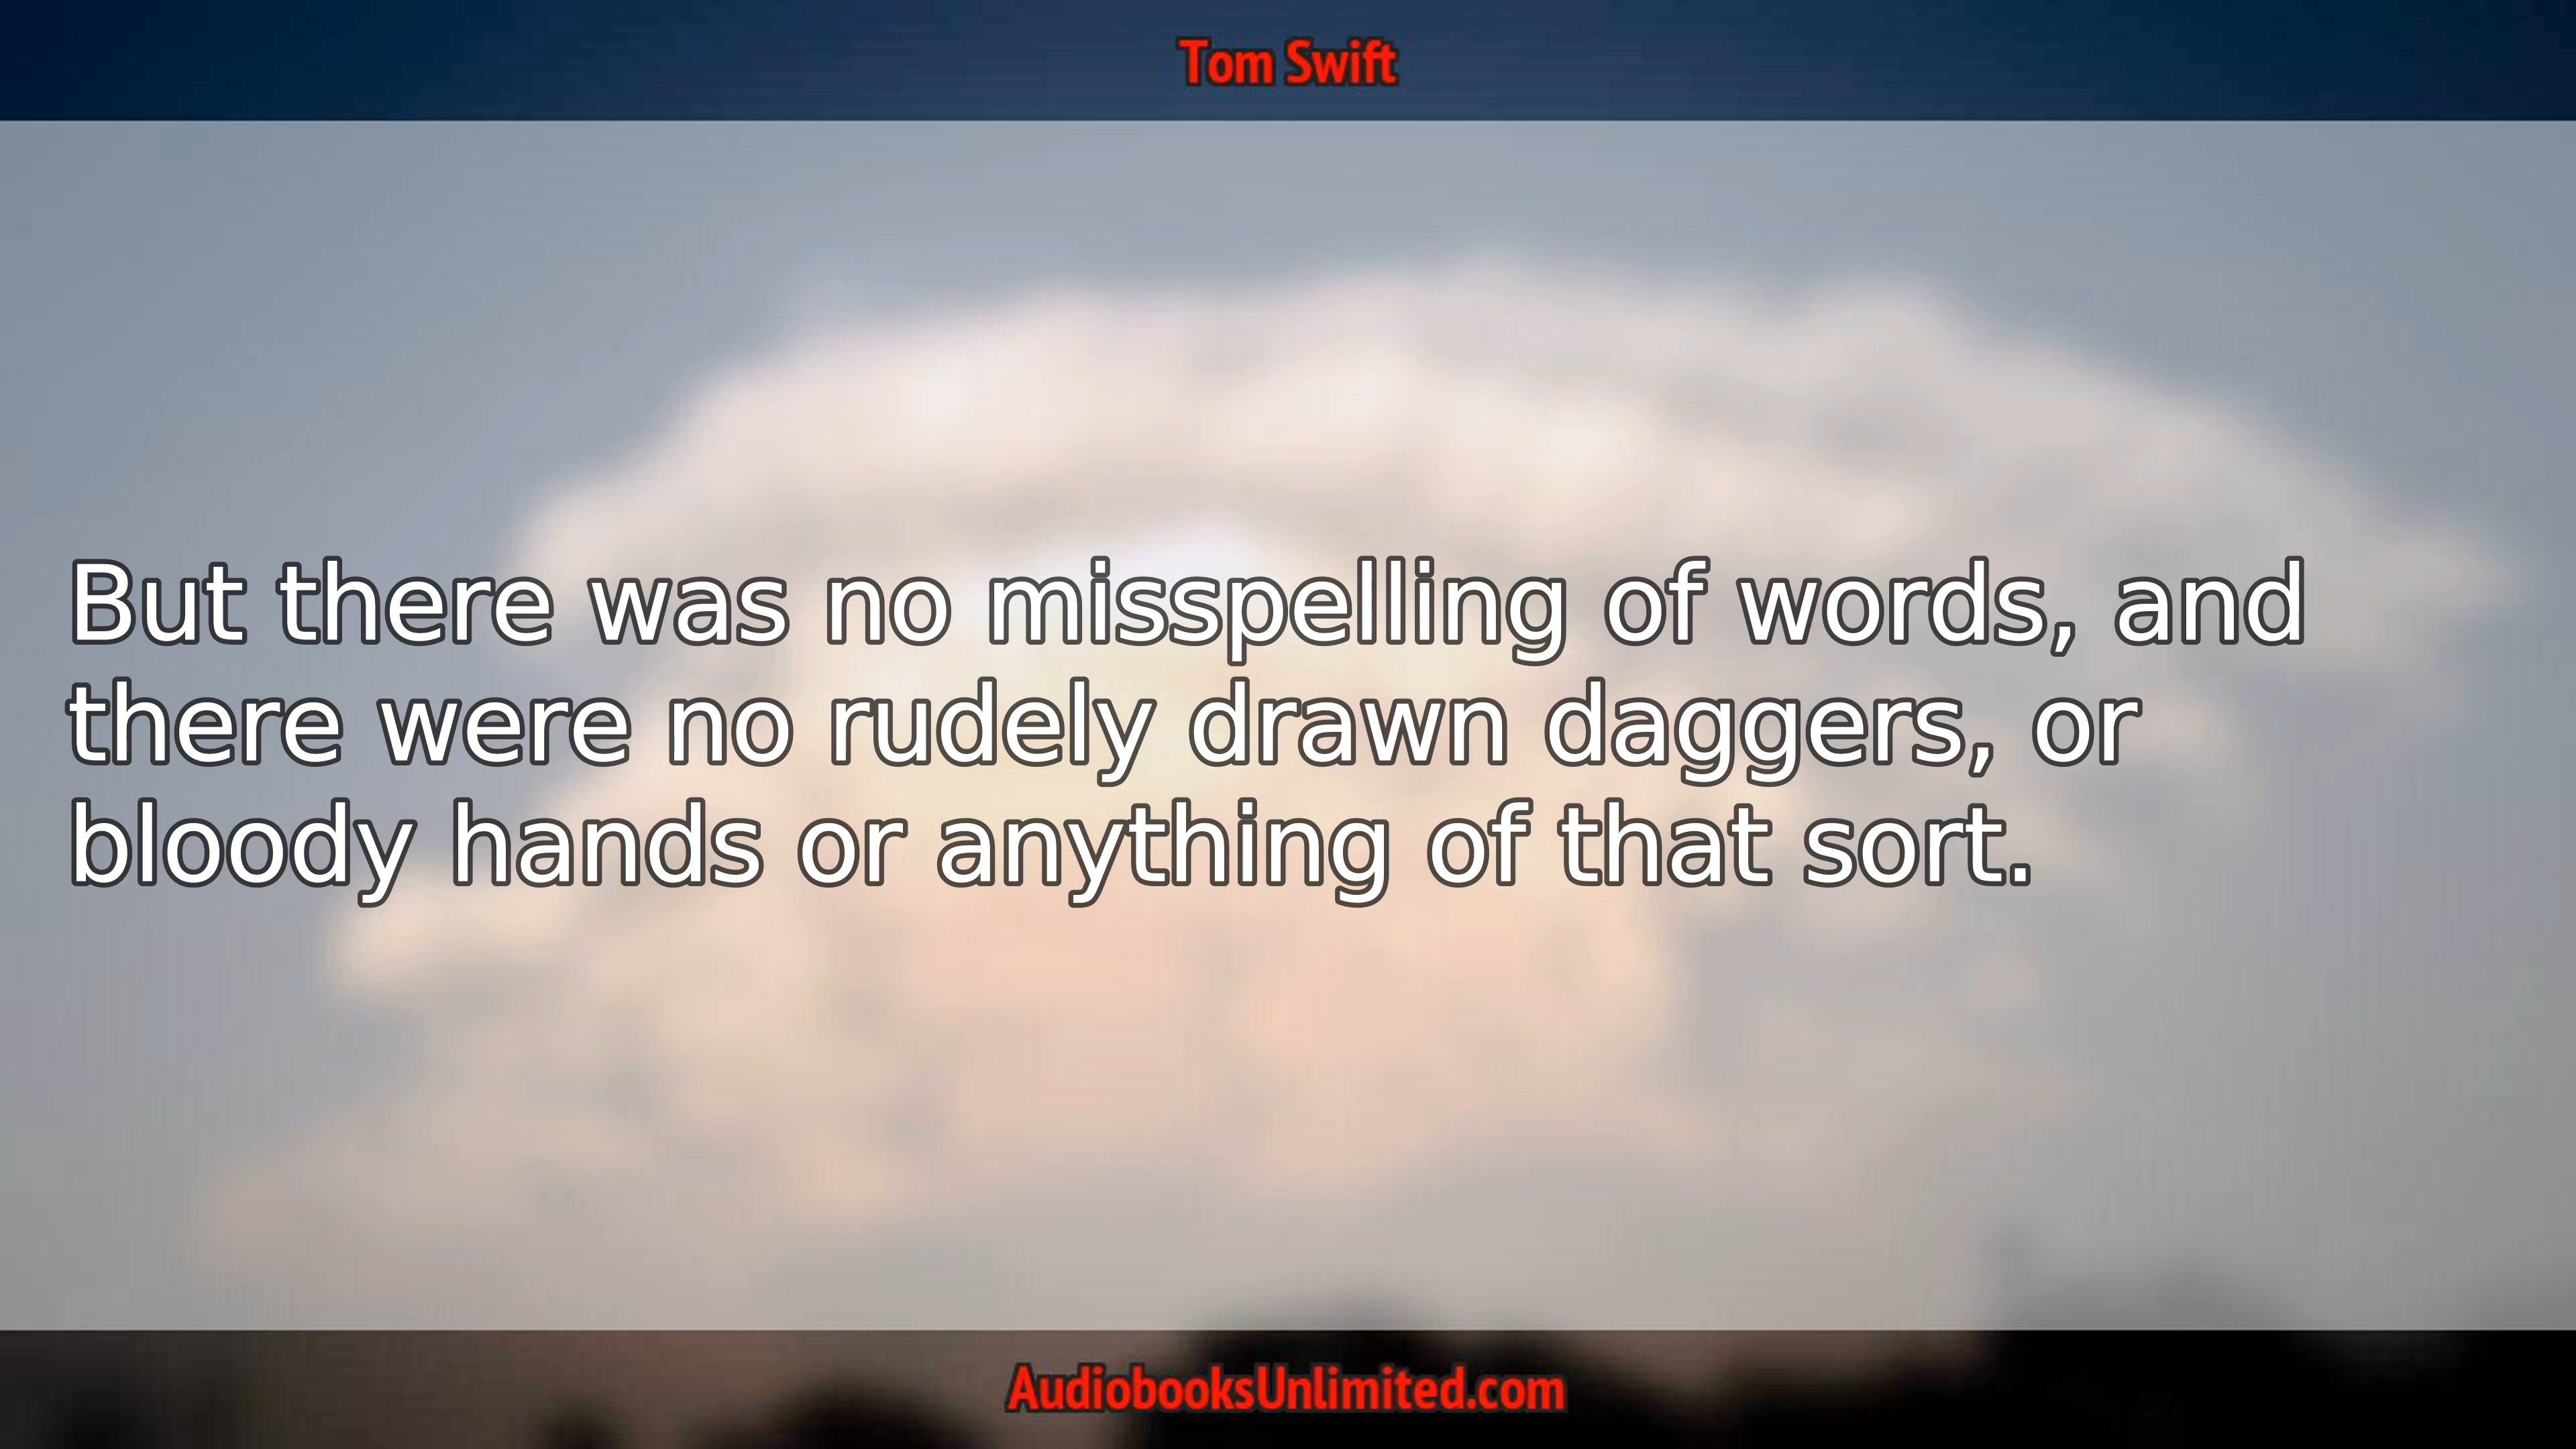 Tom Swift
But there was no misspelling of words, and
there were no rudely drawn daggers, or
bloody hands or anything of that sort.
AudiobooksUnlimited.com